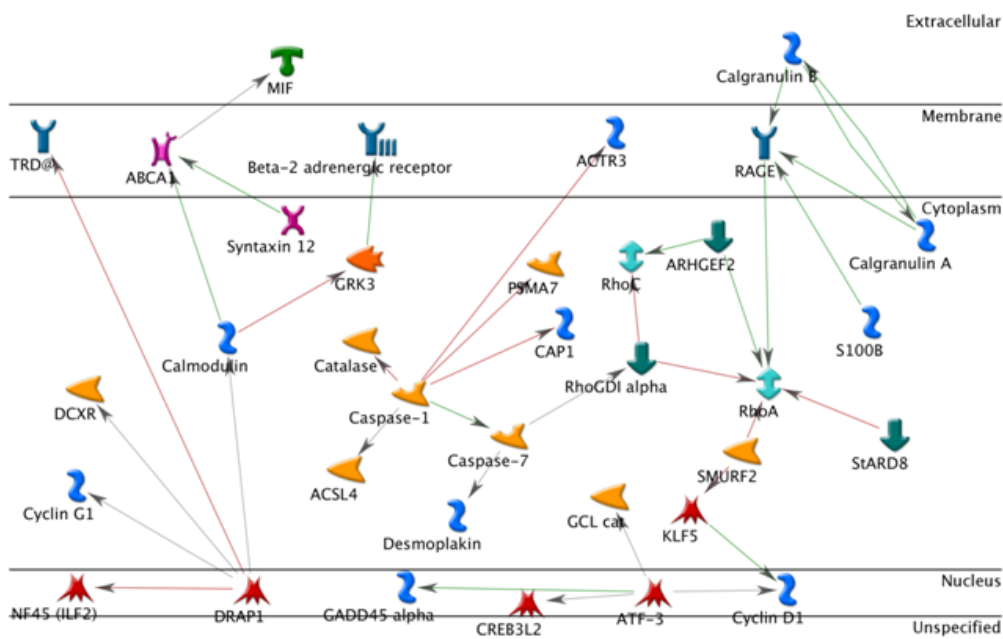 Extracellular
Calgranulin B
MIF
Membrane
TRD@
ABCA1
Beta-2 adrenergic receptor
ACTR3
RAGE
Cytoplasm
Syntaxin 12
Calgranulin A
GRK3
PSMA7
RhoC
ARHGEF2
Calmodulin
Catalase
CAP1
S100B
RhoGDI alpha
DCXR
Caspase-1
RhoA
Caspase-7
StARD8
ACSL4
SMURF2
Cyclin G1
Desmoplakin
GCL cat
KLF5
Nucleus
NF45 (ILF2)
DRAP1
GADD45 alpha
CREB3L2
ATF-3
Cyclin D1
Unspecified